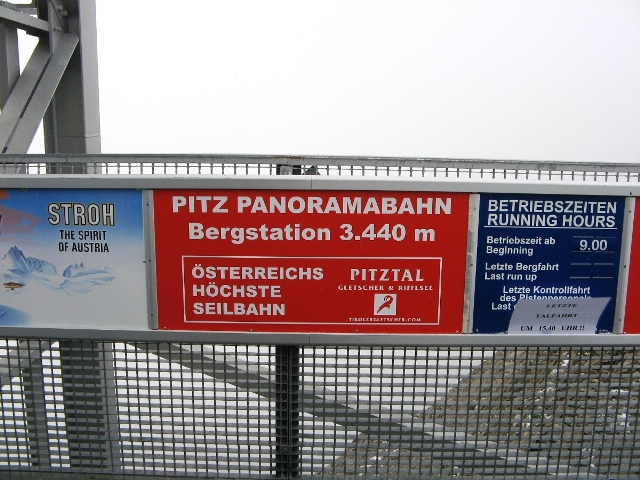 STROH
THE SPIRIT
OF AUSTRIA
PITZ PANORAMABAHN
Bergstation 3.440 m
ÖSTERREICHS
HÖCHSTE
SEILBAHN
PITZTAL
GLETSCHER & RIFFLSEE
TIROLERGLETSCHER.COM
BETRIEBSZEITEN
RUNNING HOURS
Betriebszeit ab
Beginning
9.00
Letzte Bergfahrt
Last run up
Letzte Kontrollfahrt
des Pistenpersonals
Last
LETZTE
TALFAHRT
UM 15,40 UHR !!